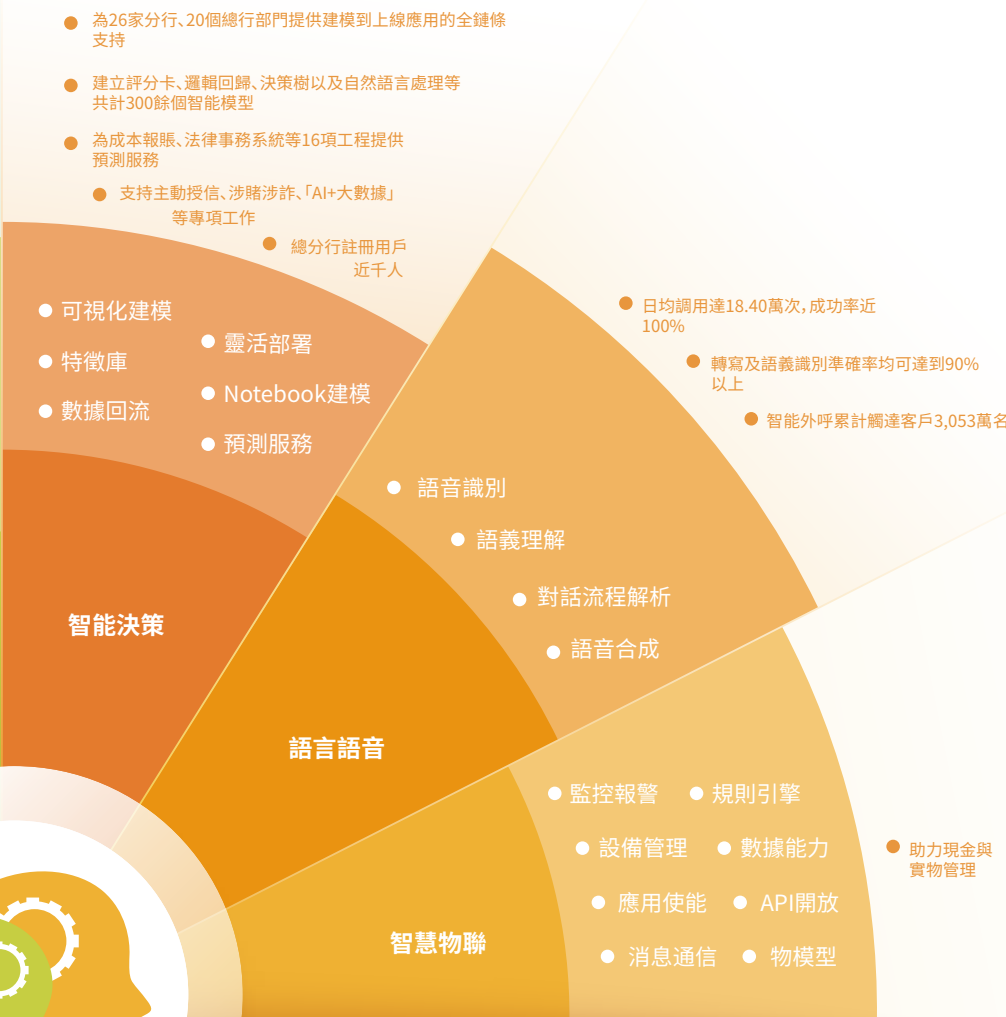 為26家分行、20個總行部門提供建模到上線應用的全鏈條
支持
建立評分卡、邏輯回歸、決策樹以及自然語言處理等
共計300餘個智能模型
為成本報賬、法律事務系統等16項工程提供
預測服務
支持主動授信、涉賭涉詐、「AI+大數據」
等專項工作
總分行註冊用戶
近千人
可視化建模
特徵庫
數據回流
靈活部署
Notebook建模
預測服務
智能決策
日均調用達18.40萬次，成功率近
100%
轉寫及語義識別準確率均可達到90%
以上
智能外呼累計觸達客戶3,053萬名
語音識別
語義理解
對話流程解析
語音合成
語言語音
監控報警
規則引擎
設備管理
數據能力
應用使能
API開放
消息通信
物模型
智慧物聯
助力現金與
實物管理